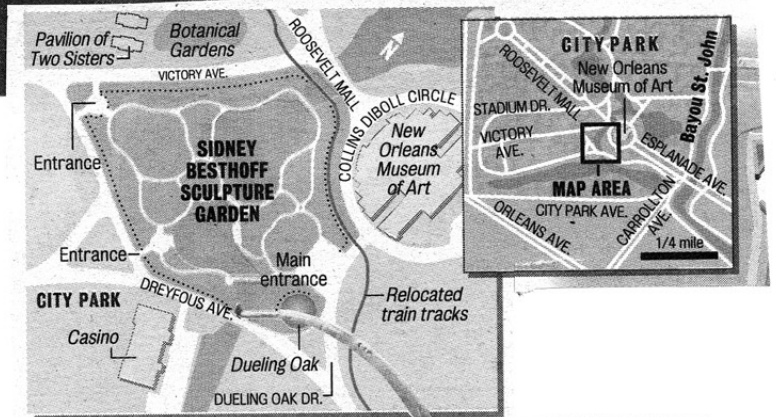 Pavilion of
Two Sisters
Botanical
Gardens
VICTORY AVE.
ROOSEVELT MALL
N
COLLINS DIBOLL CIRCLE
New
Orleans
Museum
of Art
Entrance
SIDNEY
BESTHOFF
SCULPTURE
GARDEN
Entrance
Main
entrance
CITY PARK
DREYFOUS AVE.
Relocated
train tracks
Casino
Dueling Oak
DUELING OAK DR.
CITY PARK
ROOSEVELT MALL
New Orleans
Museum of Art
Bayou St. John
STADIUM DR.
VICTORY
AVE.
ESPLANADE AVE.
MAP AREA
CITY PARK AVE.
ORLEANS AVE.
CARROLLTON
AVE.
1/4 mile